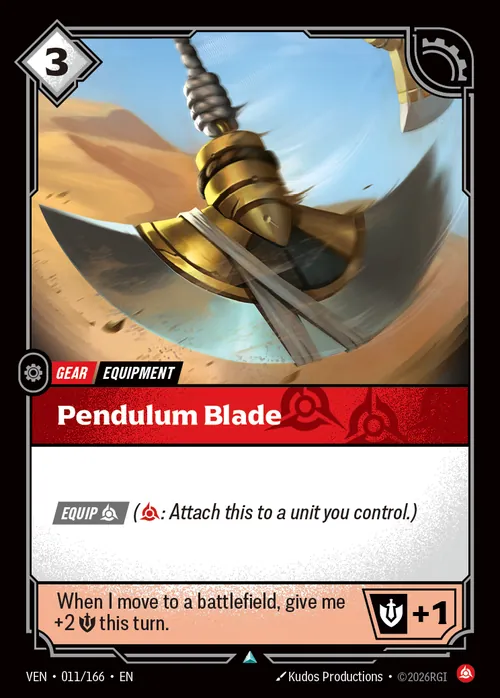 3
GEAR EQUIPMENT
Pendulum Blade
EQUIP (: Attach this to a unit you control.)
When I move to a battlefield, give me
+2 this turn.
+1
VEN • 011/166 • EN
Kudos Productions • ©2026RGI